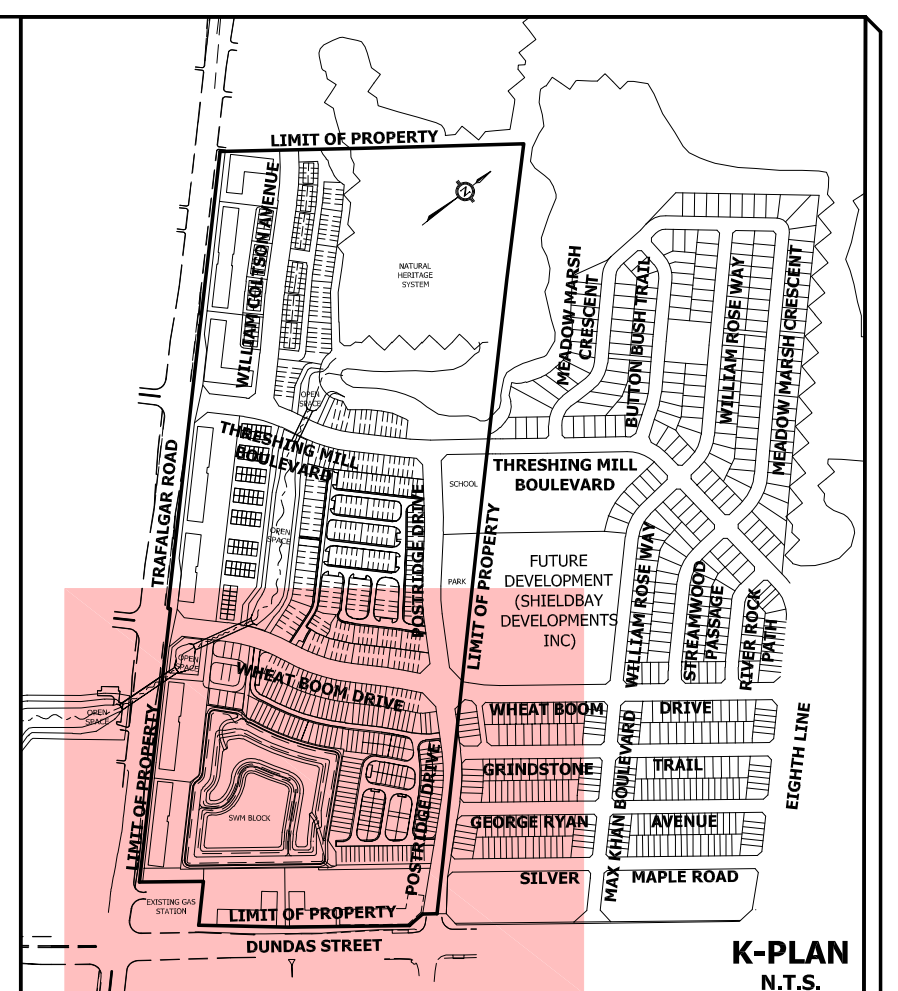 LIMIT OF PROPERTY
WILLIAM COLTSON AVENUE
N
NATURAL
HERITAGE
SYSTEM
MEADOW MARSH
CRESCENT
BUTTON BUSH TRAIL
WILLIAM ROSE WAY
MEADOW MARSH CRESCENT
OPEN
SPACE
THRESHING MILL
BOULEVARD
THRESHING MILL
BOULEVARD
SCHOOL
TRAFALGAR ROAD
OPEN
SPACE
POSTRIDGE DRIVE
LIMIT OF PROPERTY
PARK
FUTURE
DEVELOPMENT
(SHIELDBAY
DEVELOPMENTS
INC)
WILLIAM ROSE WAY
STREAMWOOD
PASSAGE
RIVER ROCK
PATH
OPEN
SPACE
WHEAT BOOM DRIVE
OPEN
SPACE
LIMIT OF PROPERTY
WHEAT BOOM DRIVE
GRINDSTONE TRAIL
GEORGE RYAN AVENUE
SILVER MAPLE ROAD
MAX KHAN BOULEVARD
EIGHTH LINE
POSTRIDGE DRIVE
SWM BLOCK
EXISTING GAS
STATION
LIMIT OF PROPERTY
DUNDAS STREET
K-PLAN
N.T.S.